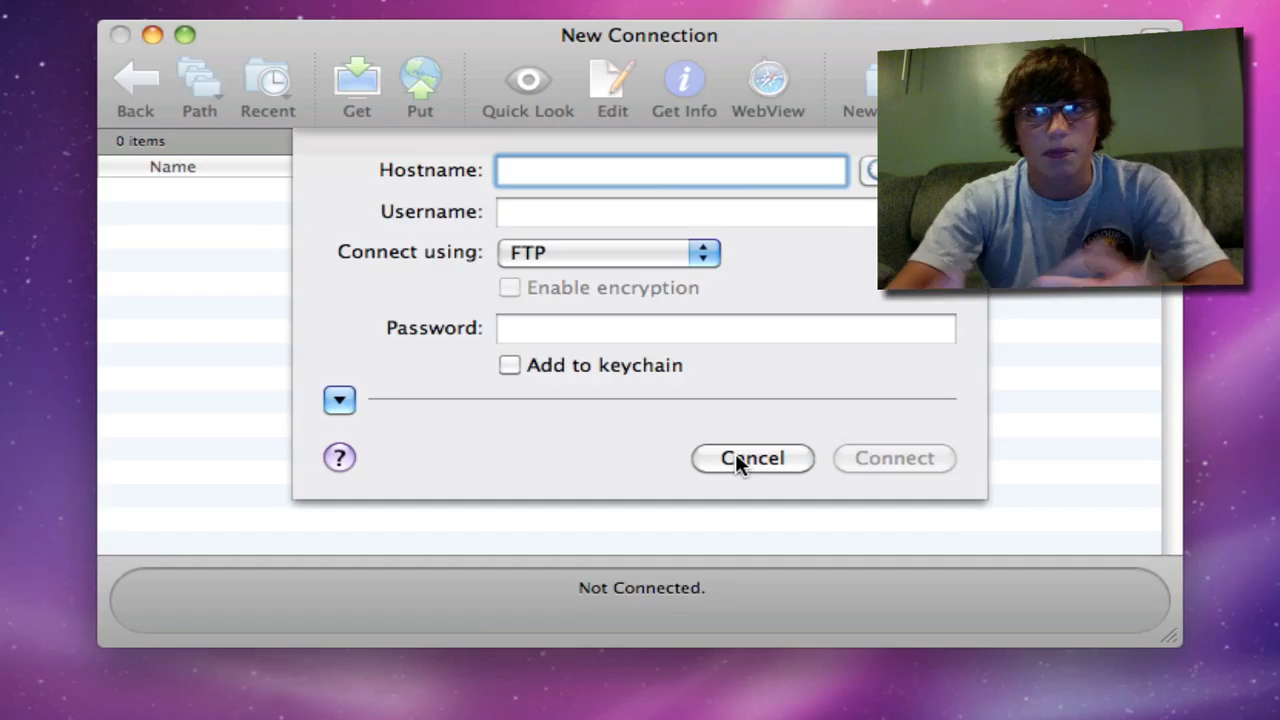 New Connection
Back Path Recent Get Put Quick Look Edit Get Info WebView New
0 items
Name
Hostname:
Username:
Connect using: FTP
Enable encryption
Password:
Add to keychain
?
Cancel Connect
Not Connected.